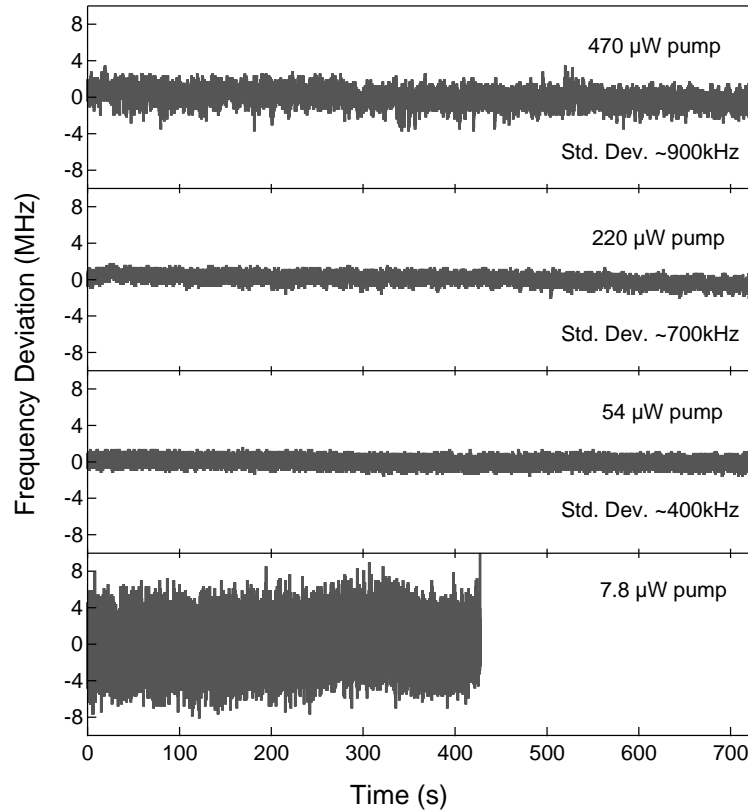 8
4
0
-4
-8
470 µW pump
Std. Dev. ~900kHz
8
4
0
-4
-8
220 µW pump
Std. Dev. ~700kHz
8
4
0
-4
-8
54 µW pump
Std. Dev. ~400kHz
8
4
0
-4
-8
7.8 µW pump
0 100 200 300 400 500 600 700
Time (s)
Frequency Deviation (MHz)